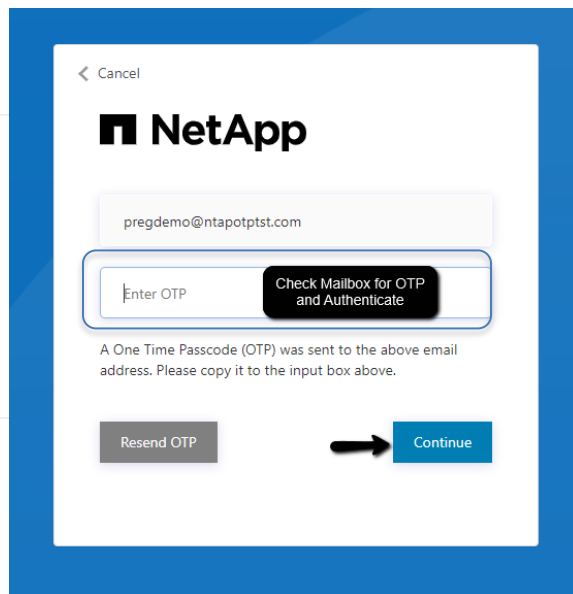 Cancel
NetApp
pregdemo@ntapotptst.com
Enter OTP
Check Mailbox for OTP
and Authenticate
A One Time Passcode (OTP) was sent to the above email
address. Please copy it to the input box above.
Resend OTP
Continue